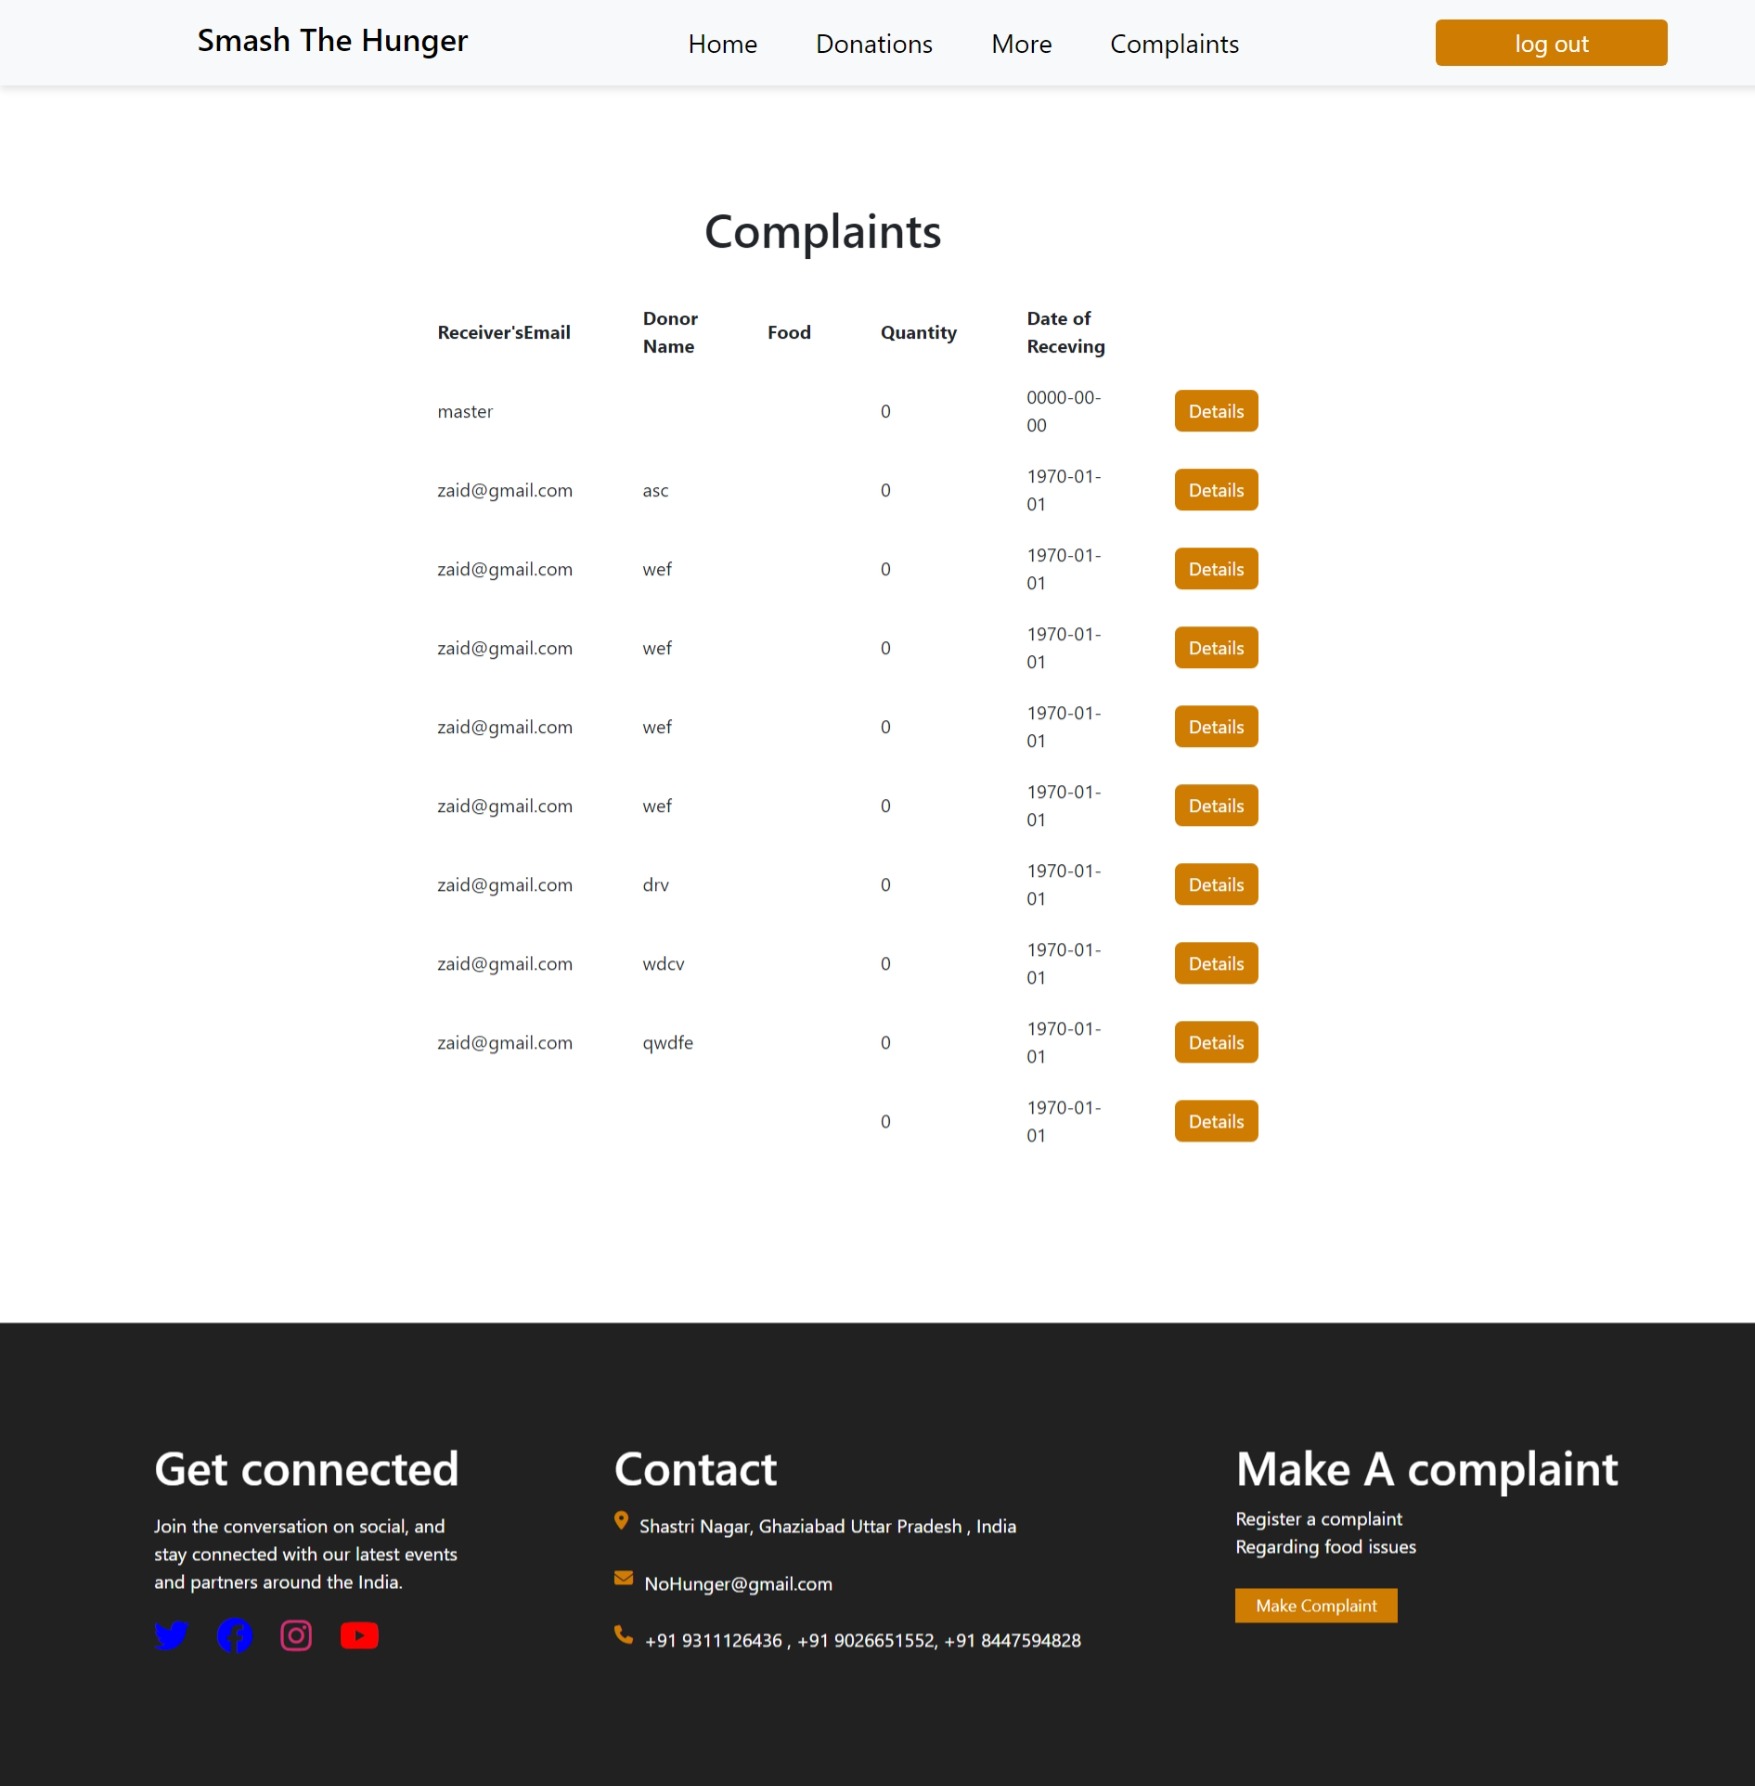 Smash The Hunger
Home
Donations
More
Complaints
log out
Complaints
Receiver'sEmail
Donor
Name
Food
Quantity
Date of
Receving
master
0
0000-00-
00
Details
zaid@gmail.com
asc
0
1970-01-
01
Details
zaid@gmail.com
wef
0
1970-01-
01
Details
zaid@gmail.com
wef
0
1970-01-
01
Details
zaid@gmail.com
wef
0
1970-01-
01
Details
zaid@gmail.com
wef
0
1970-01-
01
Details
zaid@gmail.com
drv
0
1970-01-
01
Details
zaid@gmail.com
wdcv
0
1970-01-
01
Details
zaid@gmail.com
qwdfe
0
1970-01-
01
Details
0
1970-01-
01
Details
Get connected
Join the conversation on social, and
stay connected with our latest events
and partners around the India.
Contact
Shastri Nagar, Ghaziabad Uttar Pradesh , India
NoHunger@gmail.com
+91 9311126436 , +91 9026651552, +91 8447594828
Make A complaint
Register a complaint
Regarding food issues
Make Complaint